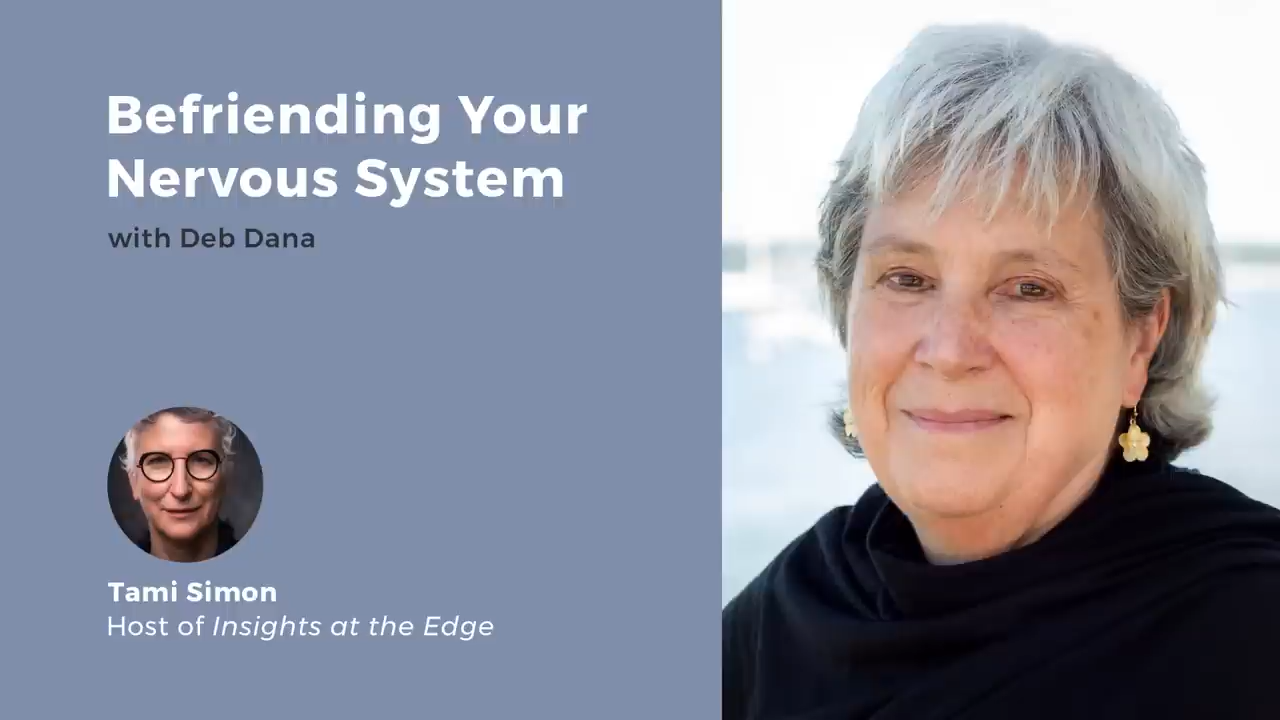 Befriending Your
Nervous System
with Deb Dana
Tami Simon
Host of Insights at the Edge